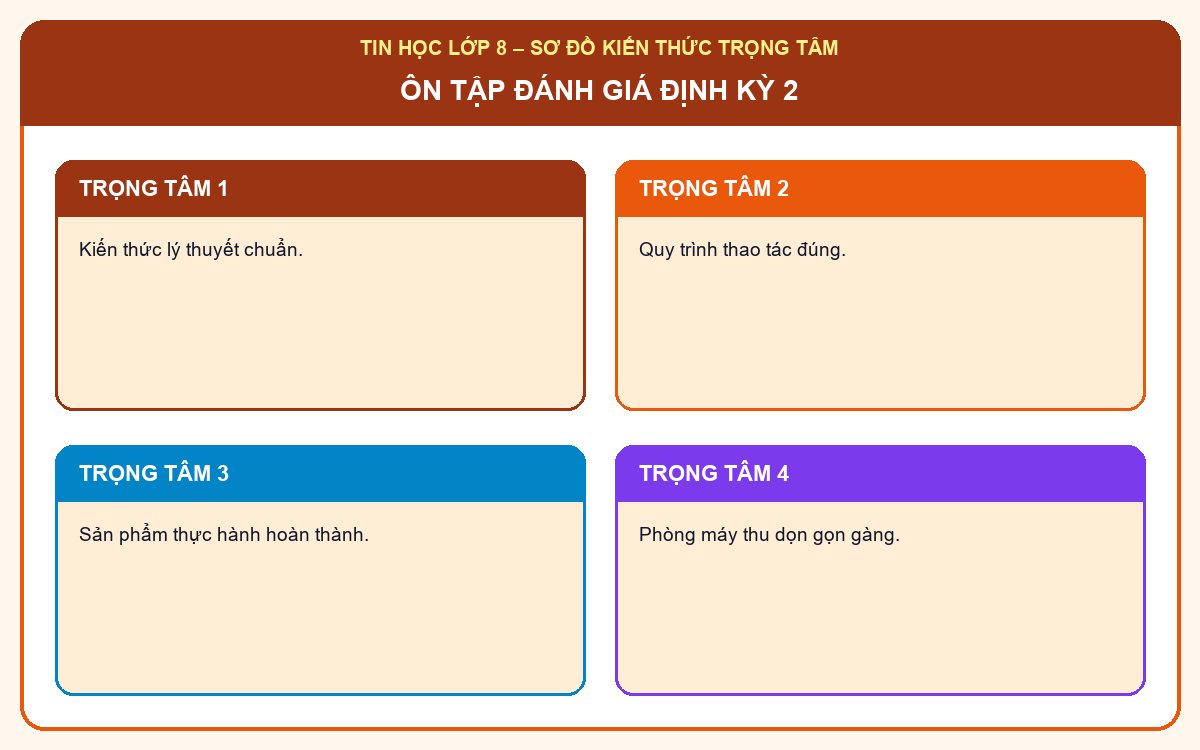 TIN HỌC LỚP 8 – SƠ ĐỒ KIẾN THỨC TRỌNG TÂM
ÔN TẬP ĐÁNH GIÁ ĐỊNH KỲ 2
TRỌNG TÂM 1
Kiến thức lý thuyết chuẩn.
TRỌNG TÂM 2
Quy trình thao tác đúng.
TRỌNG TÂM 3
Sản phẩm thực hành hoàn thành.
TRỌNG TÂM 4
Phòng máy thu dọn gọn gàng.